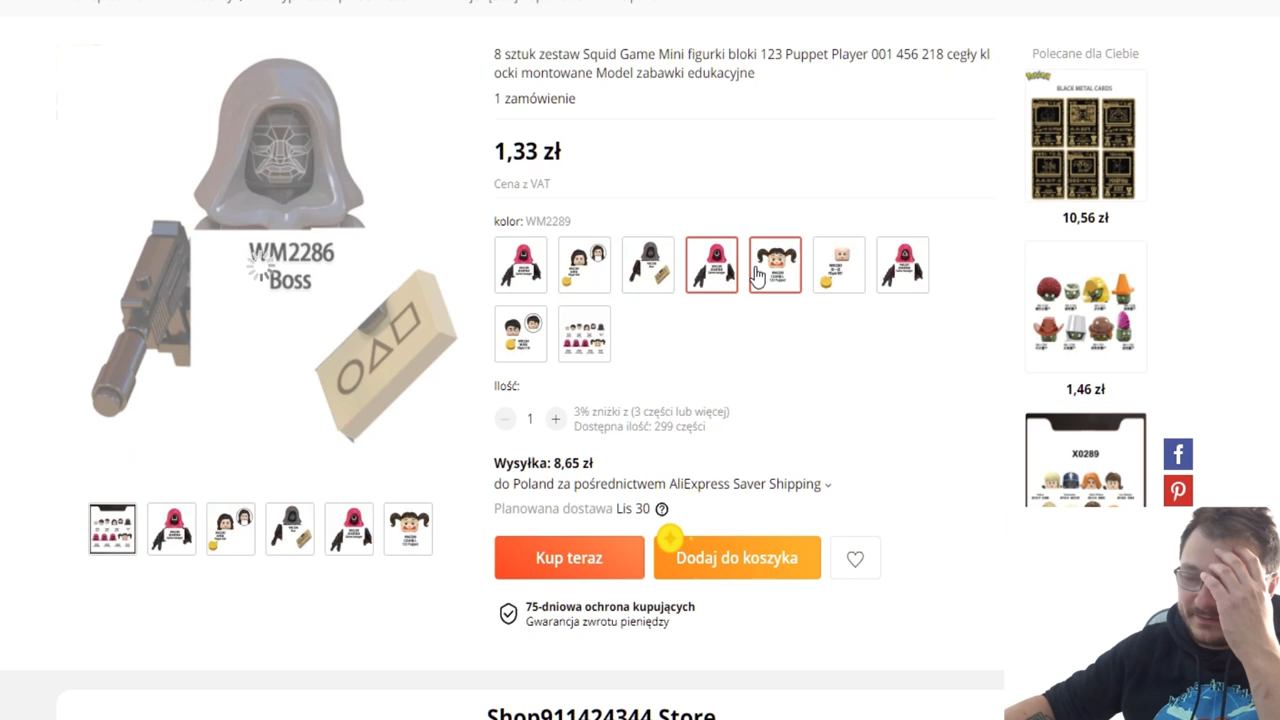 8 sztuk zestaw Squid Game Mini figurki bloki 123 Puppet Player 001 456 218 cegły kl
ocki montowane Model zabawki edukacyjne
1 zamówienie
1,33 zł
Cena z VAT
kolor: WM2289
WM2286
Boss
Ilość:
1
3% zniżki z (3 części lub więcej)
Dostępna ilość: 299 części
Wysyłka: 8,65 zł
do Poland za pośrednictwem AliExpress Saver Shipping
Planowana dostawa Lis 30
Kup teraz
Dodaj do koszyka
75-dniowa ochrona kupujących
Gwarancja zwrotu pieniędzy
Shop911424344 Store
Polecane dla Ciebie
BLACK METAL CARDS
10,56 zł
1,46 zł
X0289